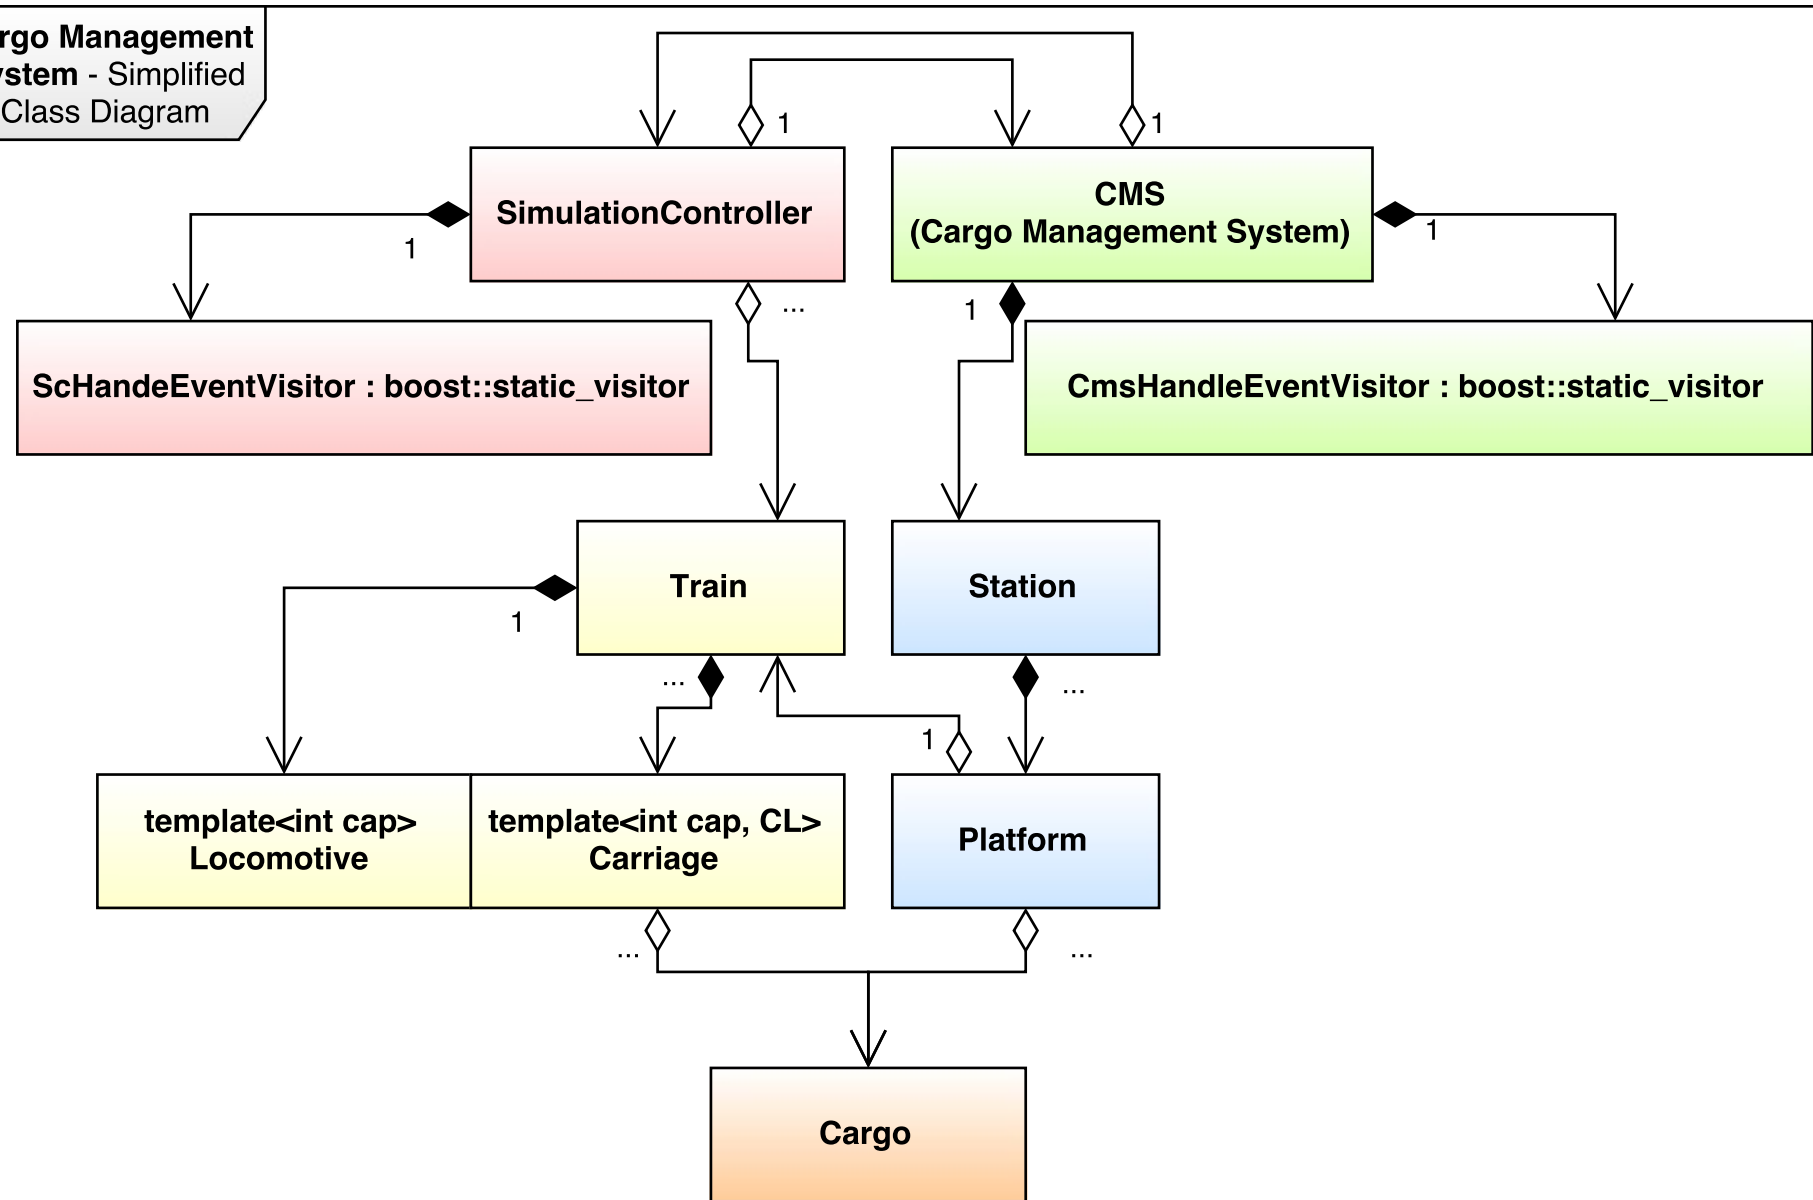 rgo Management
ystem - Simplified
Class Diagram
1
1
SimulationController
CMS
(Cargo Management System)
1
1
...
1
ScHandeEventVisitor : boost::static_visitor
CmsHandleEventVisitor : boost::static_visitor
Train
Station
1
...
...
1
template<int cap>
Locomotive
template<int cap, CL>
Carriage
Platform
...
...
Cargo